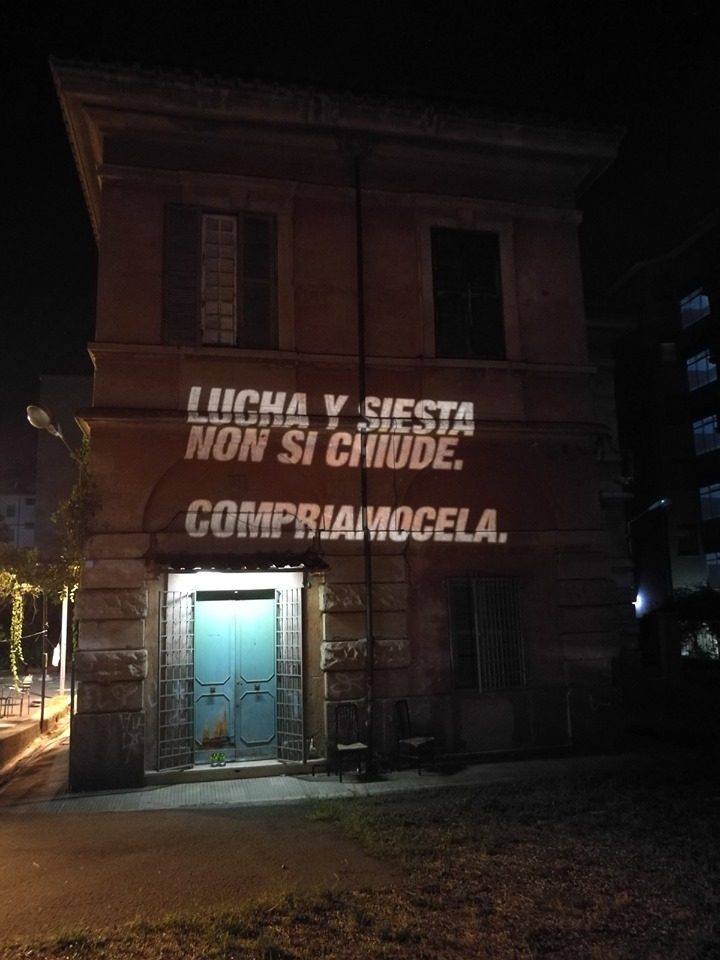 LUCHA Y SIESTA
NON SI CHIUDE.
COMPRIAMOCELA.